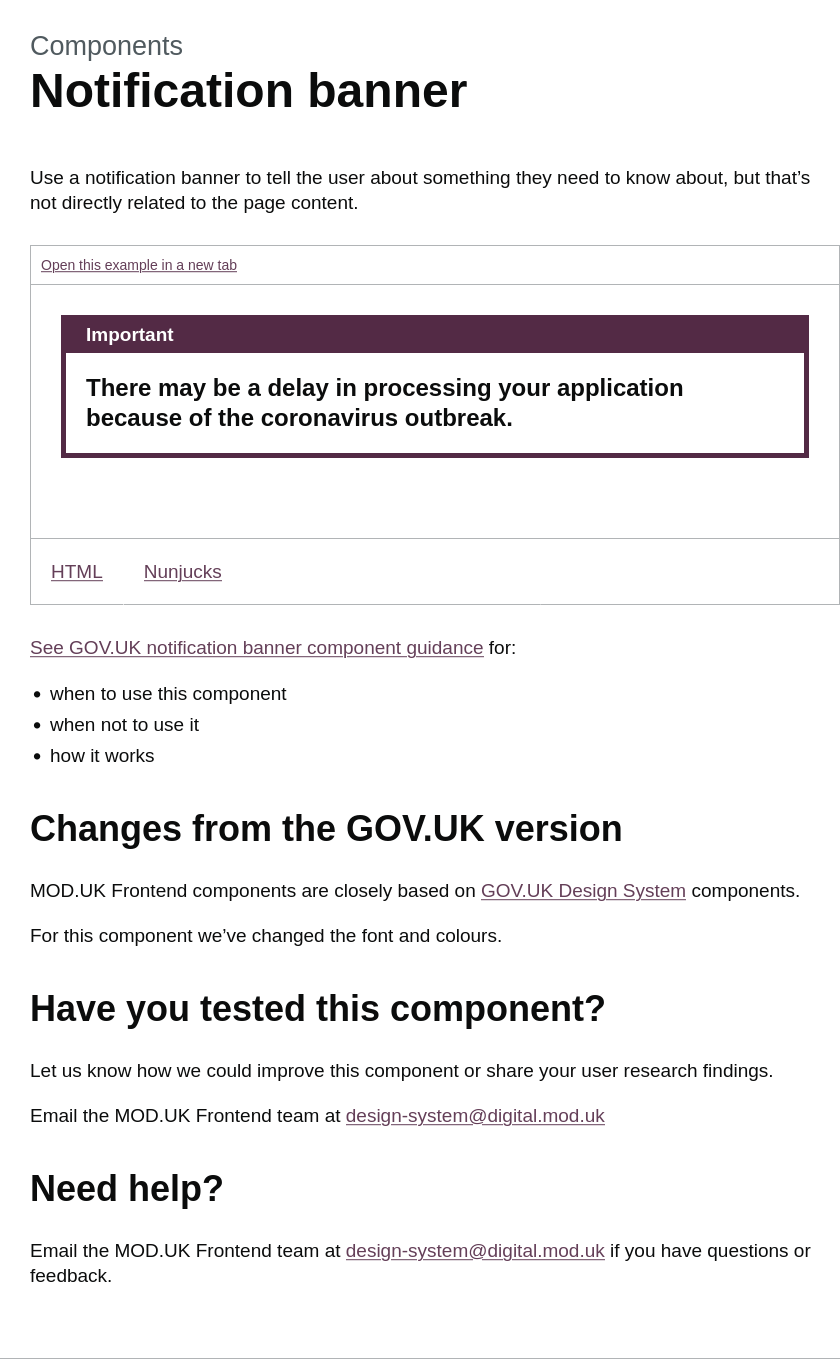 Components
Notification banner
Use a notification banner to tell the user about something they need to know about, but that’s
not directly related to the page content.
Open this example in a new tab
Important
There may be a delay in processing your application
because of the coronavirus outbreak.
HTML Nunjucks
See GOV.UK notification banner component guidance for:
• when to use this component
• when not to use it
• how it works
Changes from the GOV.UK version
MOD.UK Frontend components are closely based on GOV.UK Design System components.
For this component we’ve changed the font and colours.
Have you tested this component?
Let us know how we could improve this component or share your user research findings.
Email the MOD.UK Frontend team at design-system@digital.mod.uk
Need help?
Email the MOD.UK Frontend team at design-system@digital.mod.uk if you have questions or
feedback.